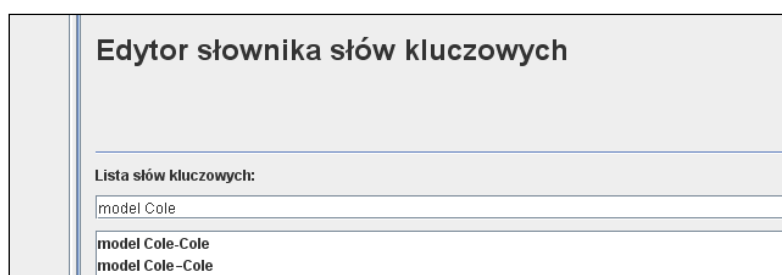 Edytor słownika słów kluczowych
Lista słów kluczowych:
model Cole
model Cole-Cole
model Cole–Cole